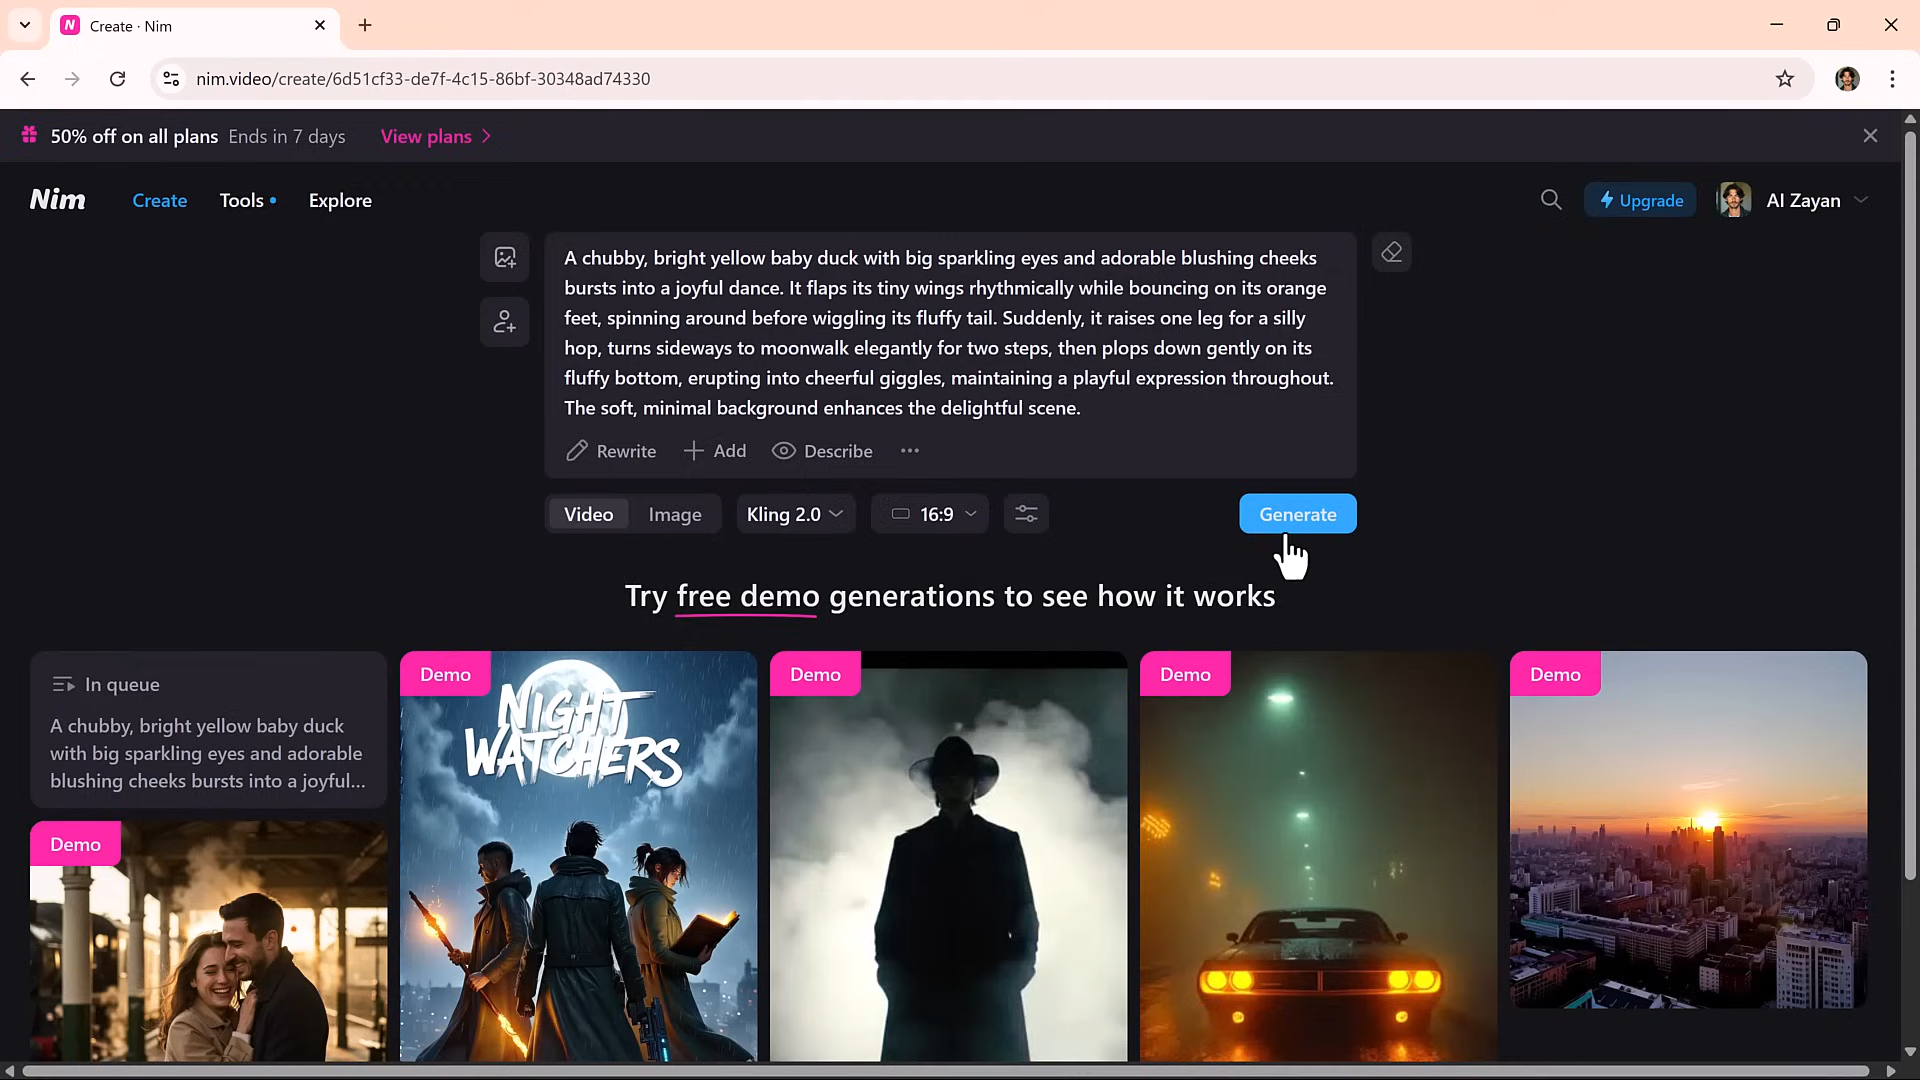 Create · Nim
nim.video/create/6d51cf33-de7f-4c15-86bf-30348ad74330
50% off on all plans Ends in 7 days View plans
Nim Create Tools Explore Upgrade AI Zayan
A chubby, bright yellow baby duck with big sparkling eyes and adorable blushing cheeks
bursts into a joyful dance. It flaps its tiny wings rhythmically while bouncing on its orange
feet, spinning around before wiggling its fluffy tail. Suddenly, it raises one leg for a silly
hop, turns sideways to moonwalk elegantly for two steps, then plops down gently on its
fluffy bottom, erupting into cheerful giggles, maintaining a playful expression throughout.
The soft, minimal background enhances the delightful scene.
Rewrite Add Describe
Video Image Kling 2.0 16:9 Generate
Try free demo generations to see how it works
In queue
A chubby, bright yellow baby duck
with big sparkling eyes and adorable
blushing cheeks bursts into a joyful...
Demo
Demo
NIGHT
WATCHERS
Demo
Demo
Demo